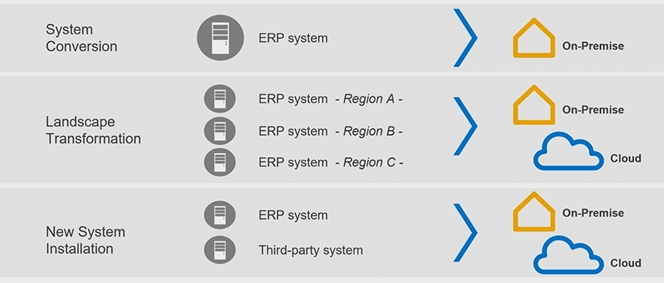 System
Conversion
ERP system
On-Premise
Landscape
Transformation
ERP system - Region A -
ERP system - Region B -
ERP system - Region C -
On-Premise
Cloud
New System
Installation
ERP system
Third-party system
On-Premise
Cloud